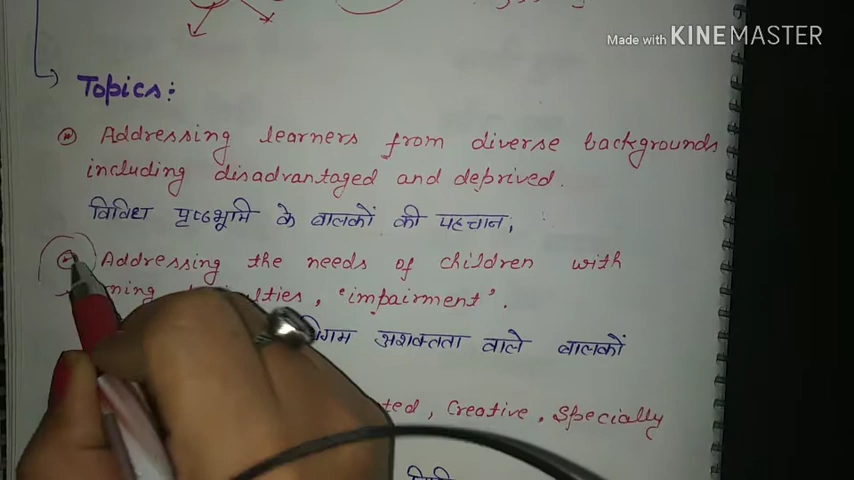 Made with KINEMASTER
Topics:
Addressing learners from diverse backgrounds
including disadvantaged and deprived.
विविध पृष्ठभूमि के बालकों की पहचान,
Addressing the needs of children with
, 'impairment'.
अशक्तता वाले बालकों
, Creative, Specially